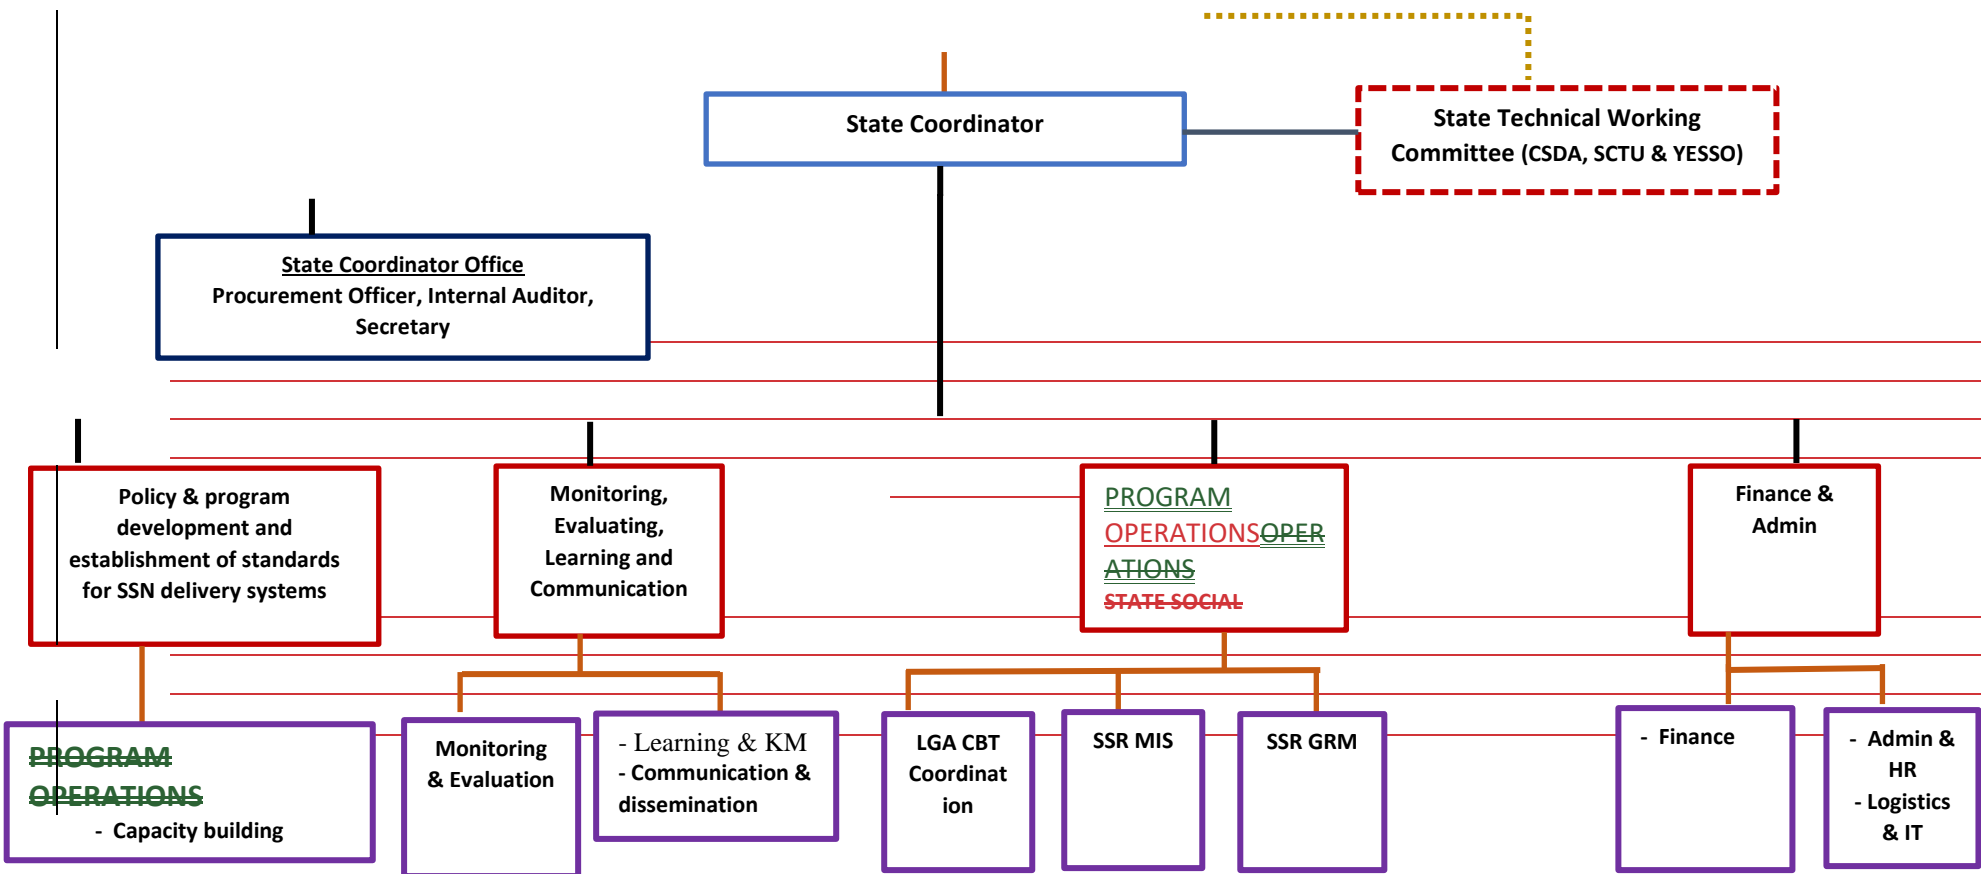 State Coordinator
State Technical Working
Committee (CSDA, SCTU & YESSO)
State Coordinator Office
Procurement Officer, Internal Auditor,
Secretary
Policy & program
development and
establishment of standards
for SSN delivery systems
Monitoring,
Evaluating,
Learning and
Communication
PROGRAM
OPERATIONSOPER
ATIONS
STATE SOCIAL
Finance &
Admin
PROGRAM
OPERATIONS
- Capacity building
Monitoring
& Evaluation
- Learning & KM
- Communication &
dissemination
LGA CBT
Coordinat
ion
SSR MIS
SSR GRM
- Finance
- Admin &
HR
- Logistics
& IT